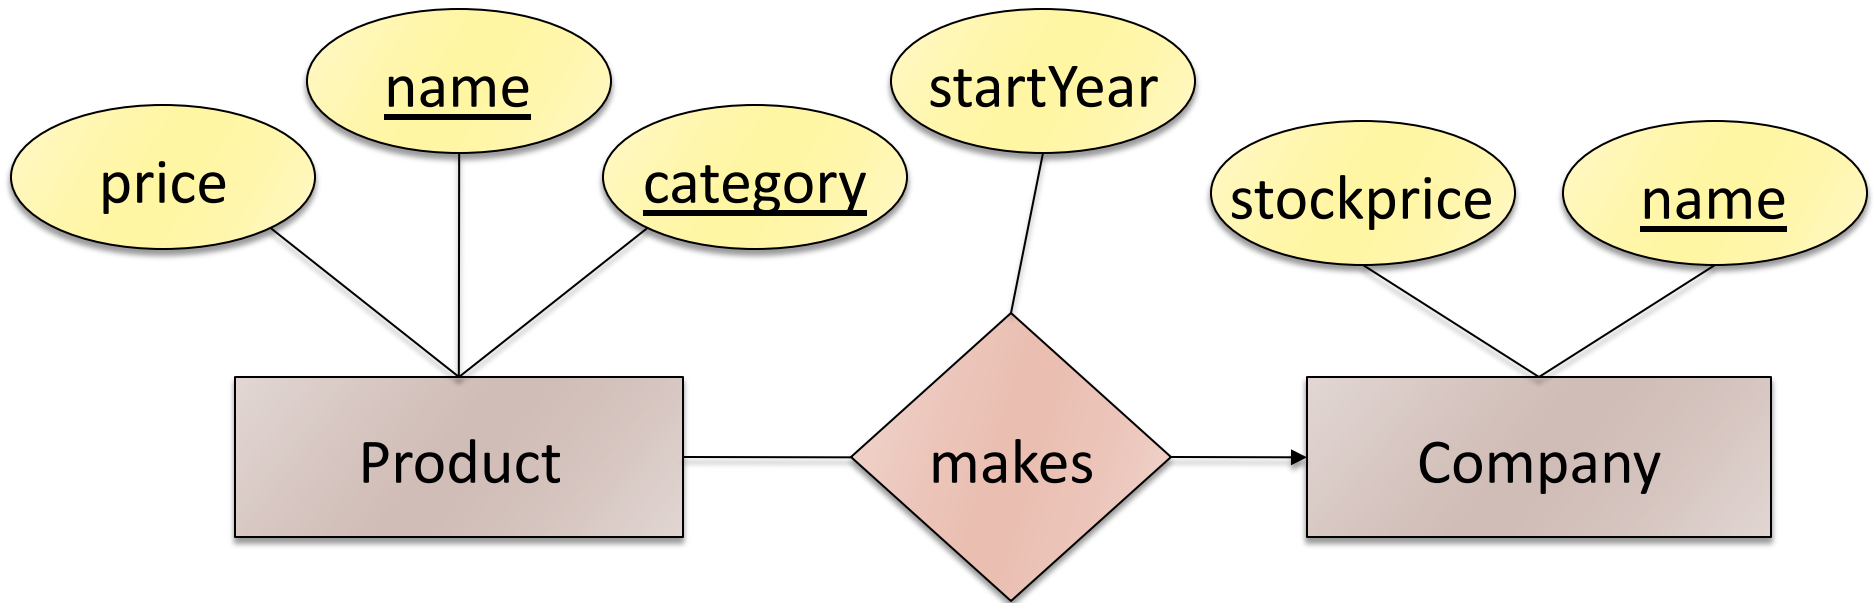 name
startYear
price
category
stockprice
name
Product
makes
Company